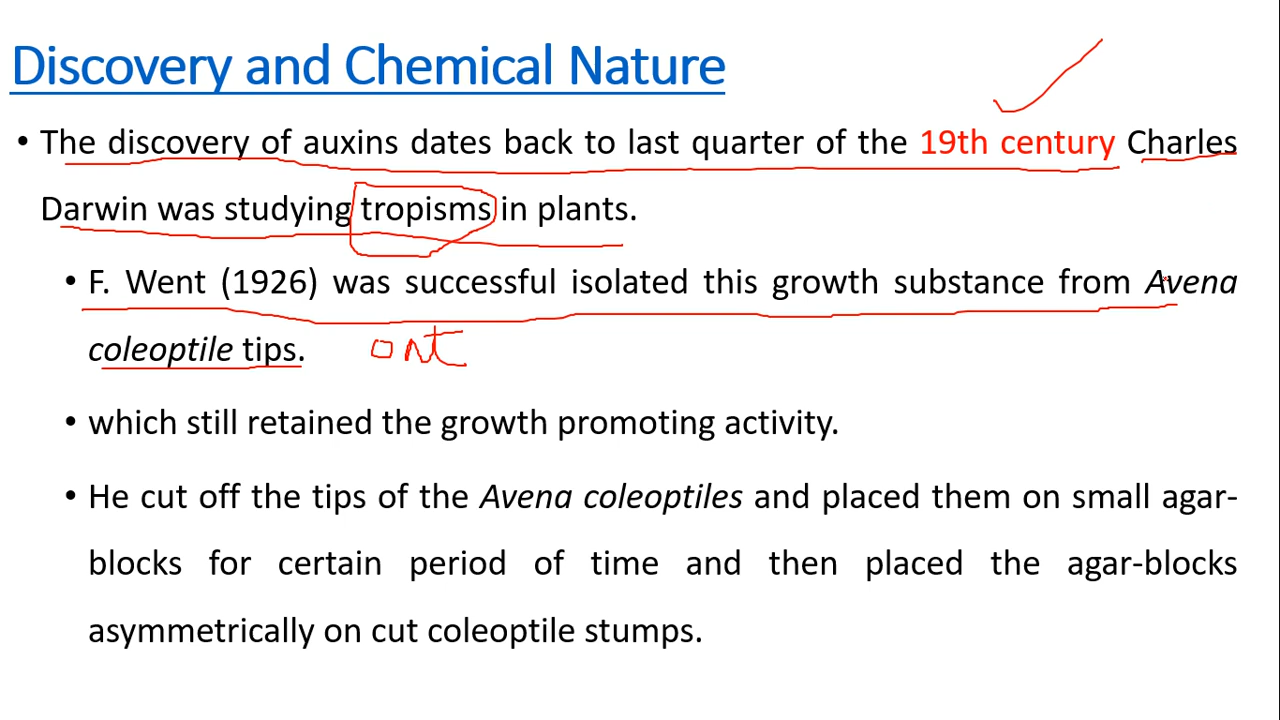 Discovery and Chemical Nature
• The discovery of auxins dates back to last quarter of the 19th century Charles
Darwin was studying tropisms in plants.
• F. Went (1926) was successful isolated this growth substance from Avena
coleoptile tips.
• which still retained the growth promoting activity.
• He cut off the tips of the Avena coleoptiles and placed them on small agar-
blocks for certain period of time and then placed the agar-blocks
asymmetrically on cut coleoptile stumps.